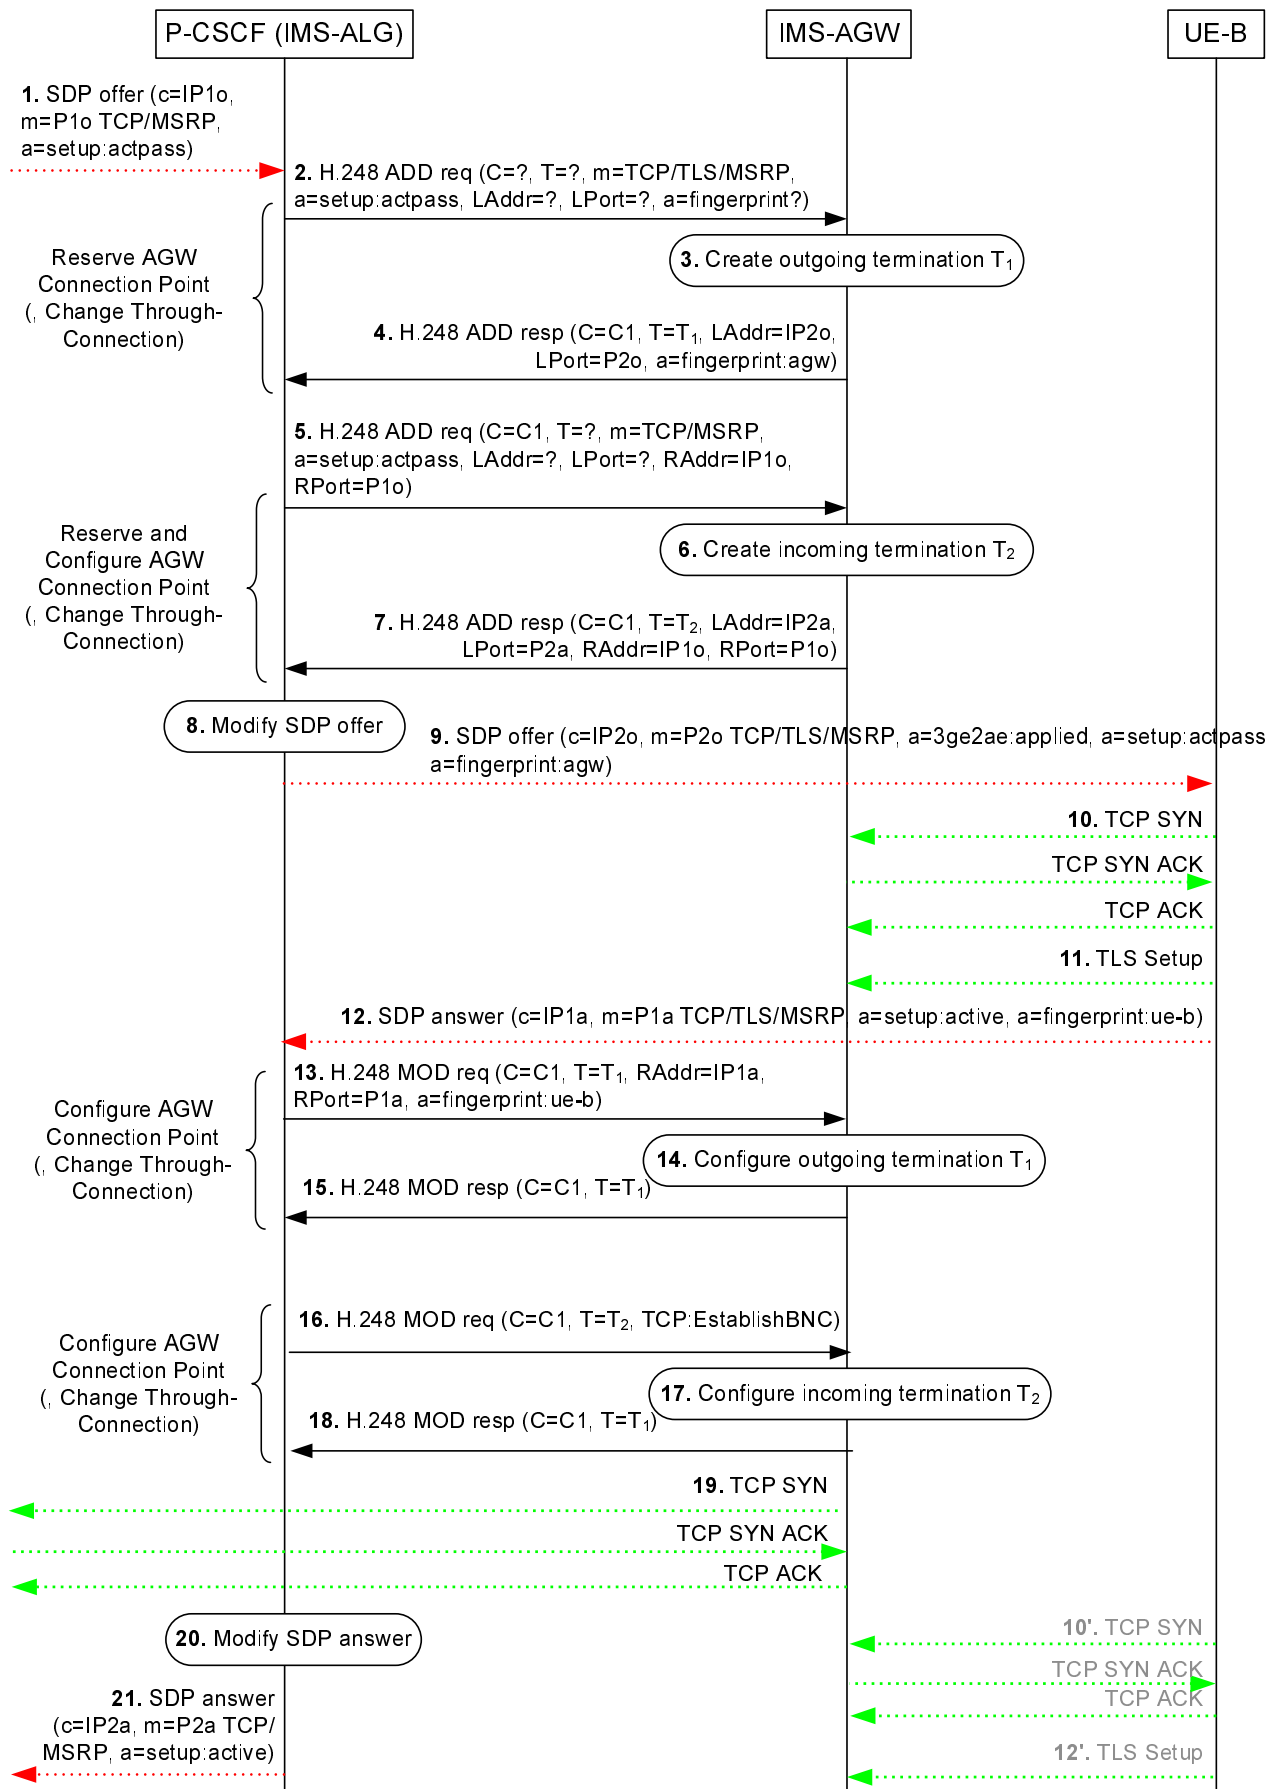 P-CSCF (IMS-ALG)
IMS-AGW
UE-B
1. SDP offer (c=IP1o,
m=P1o TCP/MSRP,
a=setup:actpass)
2. H.248 ADD req (C=?, T=?, m=TCP/TLS/MSRP,
a=setup:actpass, LAddr=?, LPort=?, a=fingerprint?)
Reserve AGW
Connection Point
(, Change Through-
Connection)
3. Create outgoing termination T1
4. H.248 ADD resp (C=C1, T=T1, LAddr=IP2o,
LPort=P2o, a=fingerprint:agw)
5. H.248 ADD req (C=C1, T=?, m=TCP/MSRP,
a=setup:actpass, LAddr=?, LPort=?, RAddr=IP1o,
RPort=P1o)
Reserve and
Configure AGW
Connection Point
(, Change Through-
Connection)
6. Create incoming termination T2
7. H.248 ADD resp (C=C1, T=T2, LAddr=IP2a,
LPort=P2a, RAddr=IP1o, RPort=P1o)
8. Modify SDP offer
9. SDP offer (c=IP2o, m=P2o TCP/TLS/MSRP, a=3ge2ae:applied, a=setup:actpass
a=fingerprint:agw)
10. TCP SYN
TCP SYN ACK
TCP ACK
11. TLS Setup
12. SDP answer (c=IP1a, m=P1a TCP/TLS/MSRP, a=setup:active, a=fingerprint:ue-b)
13. H.248 MOD req (C=C1, T=T1, RAddr=IP1a,
RPort=P1a, a=fingerprint:ue-b)
Configure AGW
Connection Point
(, Change Through-
Connection)
14. Configure outgoing termination T1
15. H.248 MOD resp (C=C1, T=T1)
16. H.248 MOD req (C=C1, T=T2, TCP:EstablishBNC)
Configure AGW
Connection Point
(, Change Through-
Connection)
17. Configure incoming termination T2
18. H.248 MOD resp (C=C1, T=T1)
19. TCP SYN
TCP SYN ACK
TCP ACK
20. Modify SDP answer
10'. TCP SYN
TCP SYN ACK
TCP ACK
21. SDP answer
(c=IP2a, m=P2a TCP/
MSRP, a=setup:active)
12'. TLS Setup